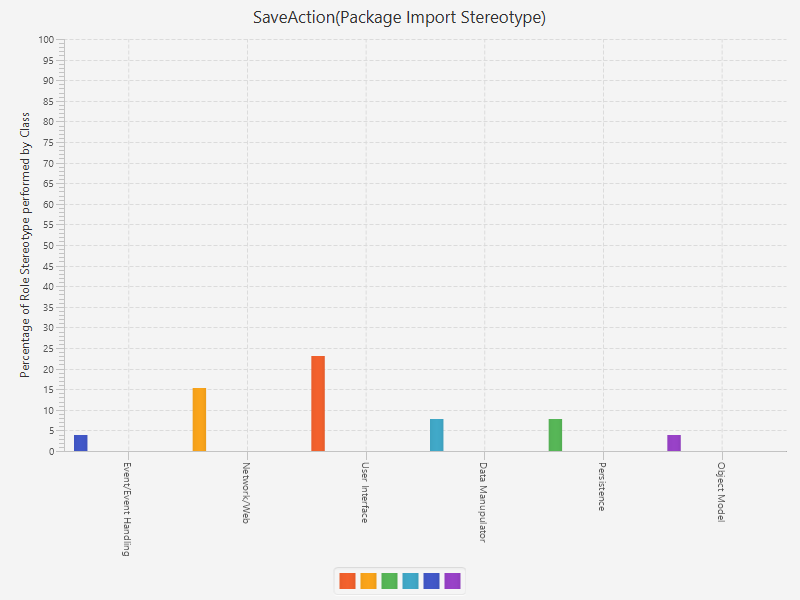 SaveAction(Package Import Stereotype)
Percentage of Role Stereotype performed by Class
100
95
90
85
80
75
70
65
60
55
50
45
40
35
30
25
20
15
10
5
0
Event/Event Handling
Network/Web
User Interface
Data Manupulator
Persistence
Object Model